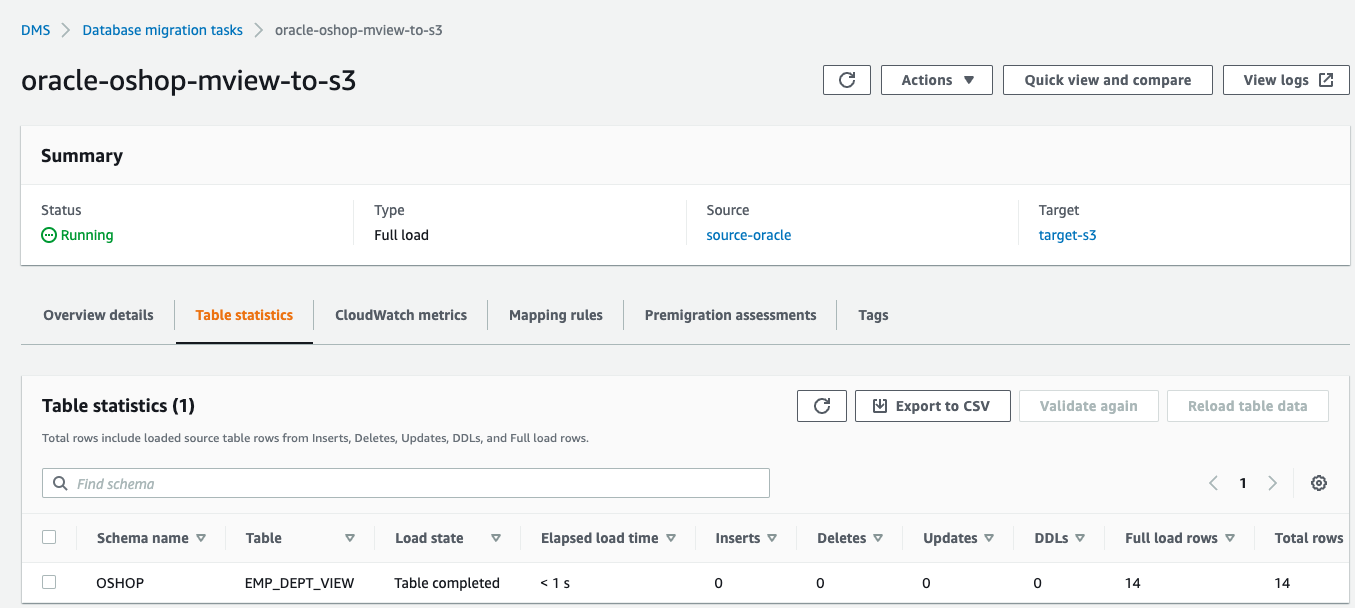 DMS Database migration tasks oracle-oshop-mview-to-s3
oracle-oshop-mview-to-s3 Actions Quick view and compare View logs
Summary
Status Type Source Target
Running Full load source-oracle target-s3
Overview details Table statistics CloudWatch metrics Mapping rules Premigration assessments Tags
Table statistics (1) Export to CSV Validate again Reload table data
Total rows include loaded source table rows from Inserts, Deletes, Updates, DDLs, and Full load rows.
Find schema 1
Schema name Table Load state Elapsed load time Inserts Deletes Updates DDLs Full load rows Total rows
OSHOP EMP_DEPT_VIEW Table completed < 1 s 0 0 0 0 14 14